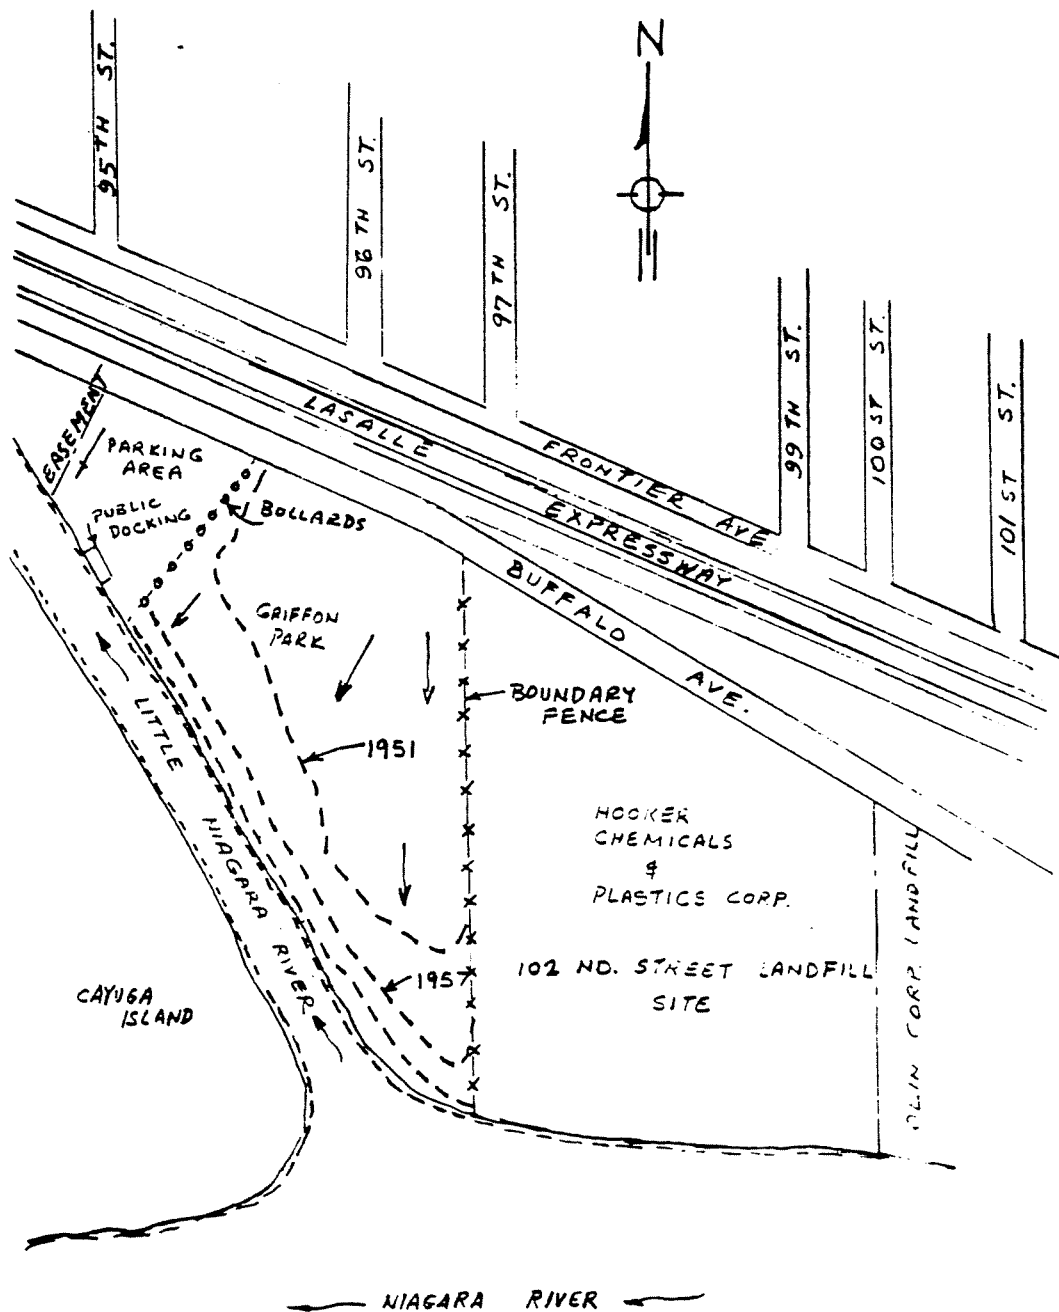 N
95TH ST.
96TH ST.
97TH ST.
99TH ST.
100 ST ST.
101 ST ST.
LASALLE
EXPRESSWAY
FRONTIER AVE.
BUFFALO AVE.
EASEMENT
PARKING
AREA
PUBLIC
DOCKING
BOLLARDS
GRIFFON
PARK
BOUNDARY
FENCE
1951
LITTLE NIAGARA RIVER
HOOKER
CHEMICALS
&
PLASTICS CORP.
102 ND. STREET LANDFILL
SITE
OLIN CORP. LANDFILL
1957
CAYUGA
ISLAND
NIAGARA RIVER